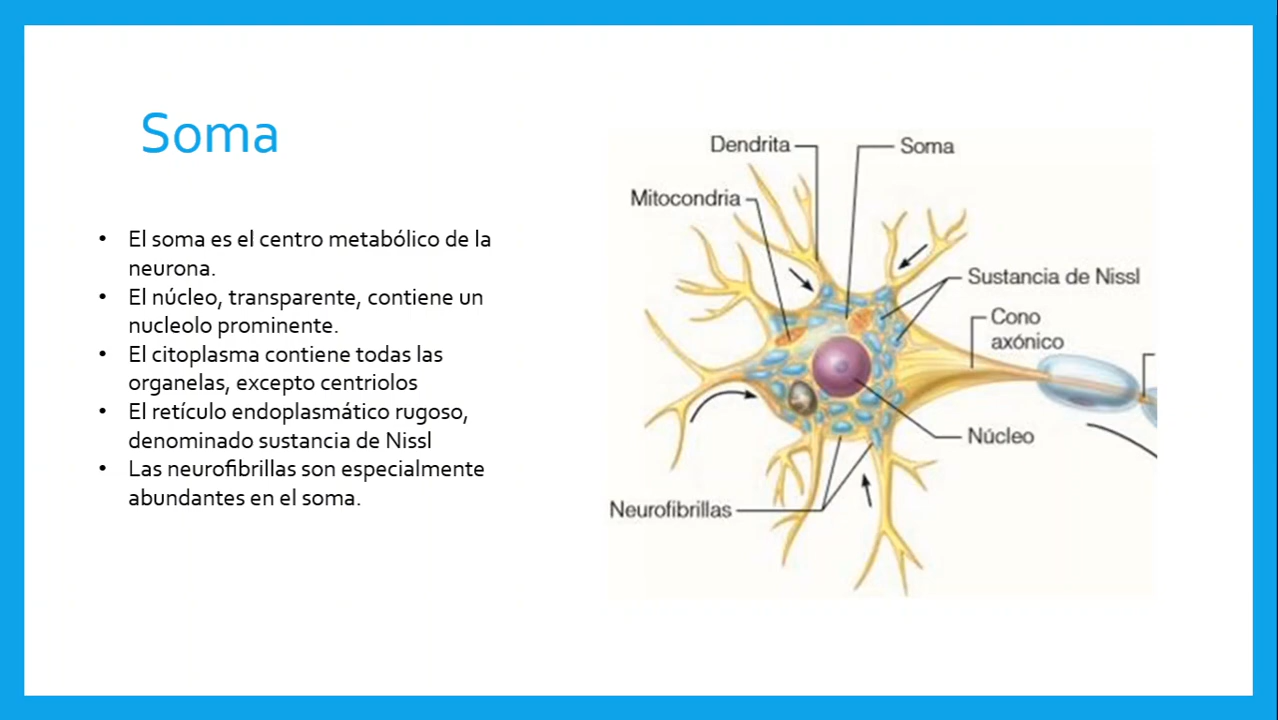 Soma
• El soma es el centro metabólico de la
neurona.
• El núcleo, transparente, contiene un
nucleolo prominente.
• El citoplasma contiene todas las
organelas, excepto centriolos
• El retículo endoplasmático rugoso,
denominado sustancia de Nissl
• Las neurofibrillas son especialmente
abundantes en el soma.
Dendrita
Soma
Mitocondria
Sustancia de Nissl
Cono
axónico
Núcleo
Neurofibrillas